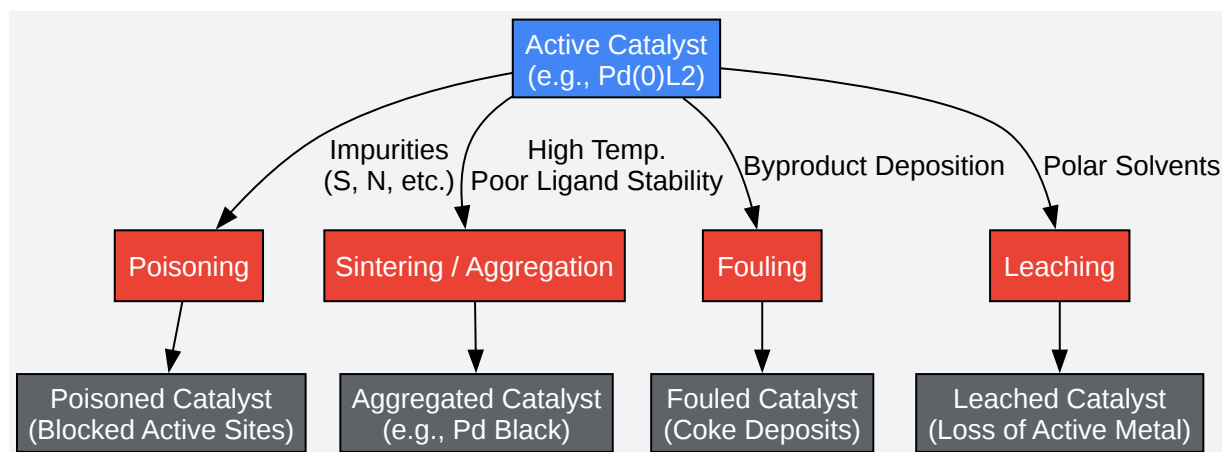 Active Catalyst
(e.g., Pd(0)L2)
Impurities
(S, N, etc.)
High Temp.
Poor Ligand Stability
Byproduct Deposition
Polar Solvents
Poisoning
Sintering / Aggregation
Fouling
Leaching
Poisoned Catalyst
(Blocked Active Sites)
Aggregated Catalyst
(e.g., Pd Black)
Fouled Catalyst
(Coke Deposits)
Leached Catalyst
(Loss of Active Metal)